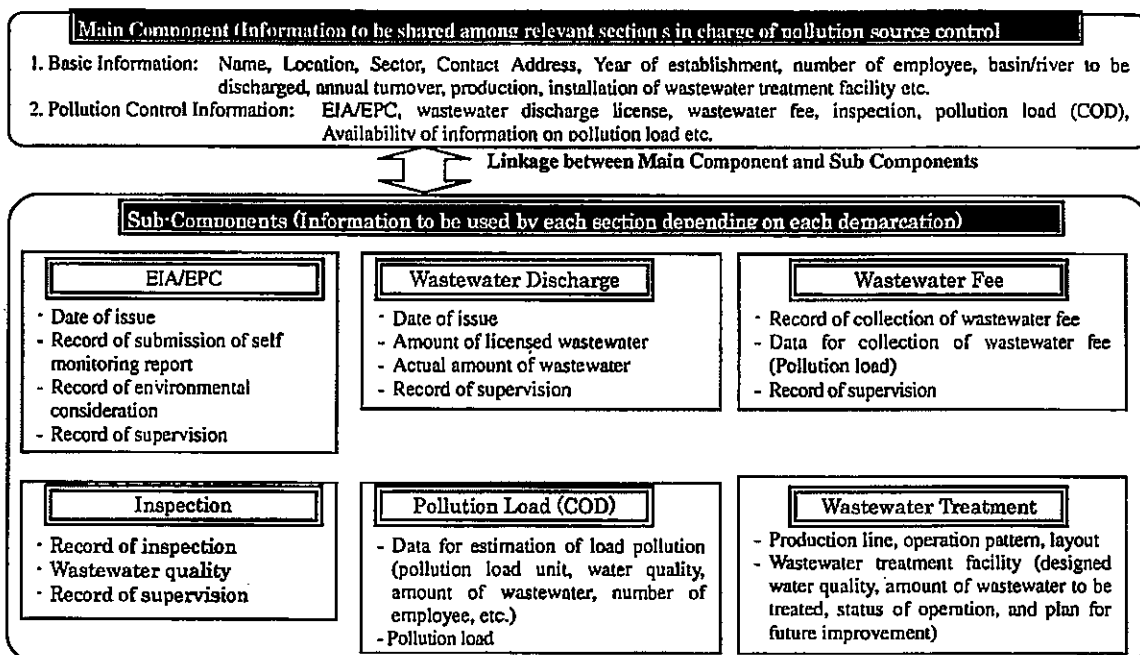 Main Component (Information to be shared among relevant section s in charge of pollution source control
1. Basic Information: Name, Location, Sector, Contact Address, Year of establishment, number of employee, basin/river to be
discharged, annual turnover, production, installation of wastewater treatment facility etc.
2. Pollution Control Information: EIA/EPC, wastewater discharge license, wastewater fee, inspection, pollution load (COD),
Availability of information on pollution load etc.
Linkage between Main Component and Sub Components
Sub-Components (Information to be used by each section depending on each demarcation)
EIA/EPC
· Date of issue
- Record of submission of self
monitoring report
- Record of environmental
consideration
- Record of supervision
Wastewater Discharge
· Date of issue
- Amount of licensed wastewater
- Actual amount of wastewater
- Record of supervision
Wastewater Fee
· Record of collection of wastewater fee
- Data for collection of wastewater fee
(Pollution load)
- Record of supervision
Inspection
· Record of inspection
· Wastewater quality
· Record of supervision
Pollution Load (COD)
- Data for estimation of load pollution
(pollution load unit, water quality,
amount of wastewater, number of
employee, etc.)
- Pollution load
Wastewater Treatment
- Production line, operation pattern, layout
- Wastewater treatment facility (designed
water quality, amount of wastewater to be
treated, status of operation, and plan for
future improvement)